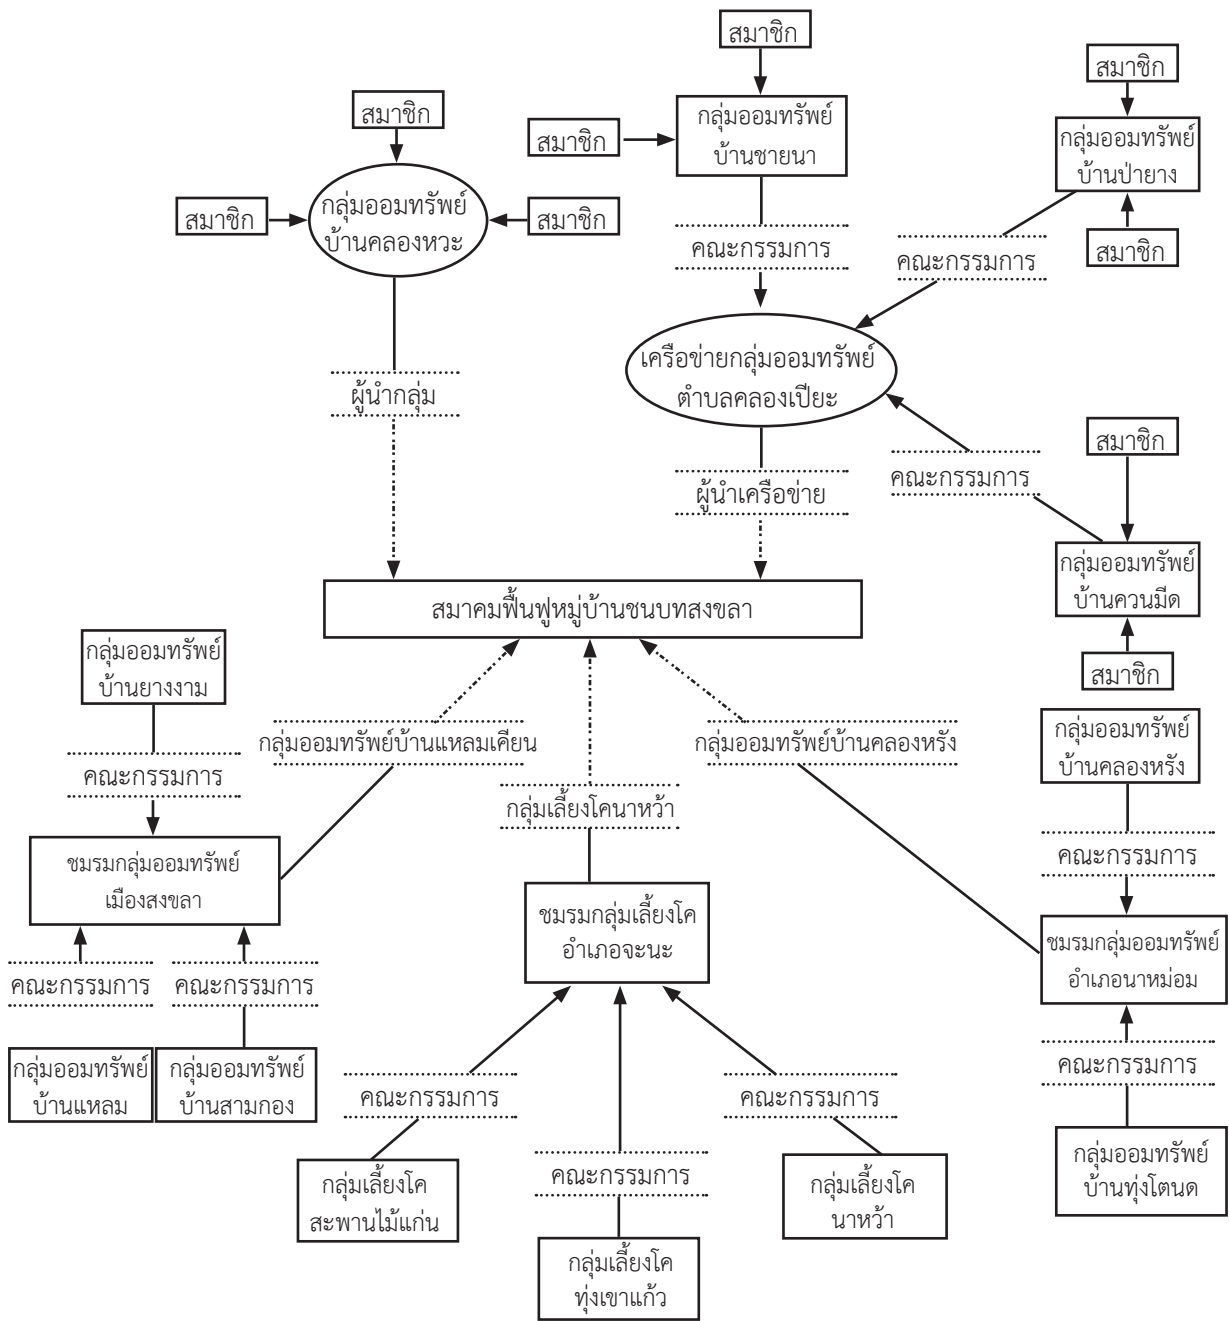 สมาชิก
กลุ่มออมทรัพย์
บ้านชายนา
สมาชิก
สมาชิก
กลุ่มออมทรัพย์
บ้านป่ายาง
สมาชิก
สมาชิก
กลุ่มออมทรัพย์
บ้านคลองหวะ
สมาชิก
สมาชิก
คณะกรรมการ
คณะกรรมการ
เครือข่ายกลุ่มออมทรัพย์
ตำบลคลองเปียะ
ผู้นำกลุ่ม
ผู้นำเครือข่าย
คณะกรรมการ
สมาชิก
กลุ่มออมทรัพย์
บ้านควนมีด
สมาชิก
สมาคมฟื้นฟูหมู่บ้านชนบทสงขลา
กลุ่มออมทรัพย์
บ้านยางงาม
คณะกรรมการ
กลุ่มออมทรัพย์บ้านแหลมเคียน
กลุ่มเลี้ยงโคนาหว้า
กลุ่มออมทรัพย์บ้านคลองหรัง
กลุ่มออมทรัพย์
บ้านคลองหรัง
คณะกรรมการ
ชมรมกลุ่มออมทรัพย์
เมืองสงขลา
ชมรมกลุ่มเลี้ยงโค
อำเภอจะนะ
ชมรมกลุ่มออมทรัพย์
อำเภอนาหม่อม
คณะกรรมการ
คณะกรรมการ
กลุ่มออมทรัพย์
บ้านแหลม
กลุ่มออมทรัพย์
บ้านสามกอง
คณะกรรมการ
คณะกรรมการ
คณะกรรมการ
คณะกรรมการ
กลุ่มเลี้ยงโค
สะพานไม้แก่น
กลุ่มเลี้ยงโค
ทุ่งเขาแก้ว
กลุ่มเลี้ยงโค
นาหว้า
กลุ่มออมทรัพย์
บ้านทุ่งโตนด